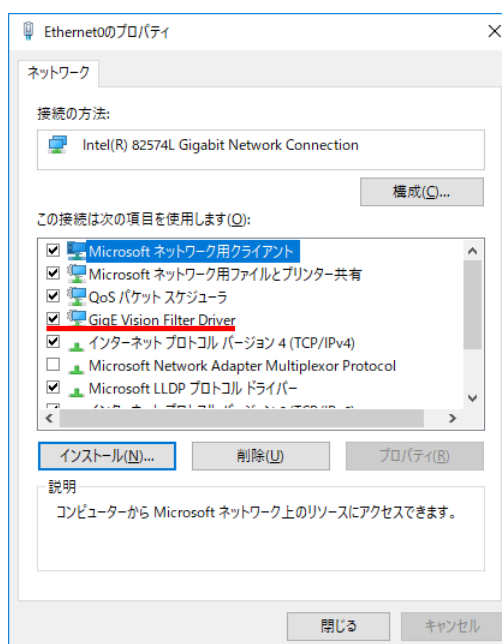 Ethernet0のプロパティ
ネットワーク
接続の方法:
Intel(R) 82574L Gigabit Network Connection
構成(C)...
この接続は次の項目を使用します(O):
Microsoft ネットワーク用クライアント
Microsoft ネットワーク用ファイルとプリンター共有
QoS パケット スケジューラ
GigE Vision Filter Driver
インターネット プロトコル バージョン 4 (TCP/IPv4)
Microsoft Network Adapter Multiplexor Protocol
Microsoft LLDP プロトコル ドライバー
インストール(N)...
削除(U)
プロパティ(R)
説明
コンピューターから Microsoft ネットワーク上のリソースにアクセスできます。
閉じる
キャンセル